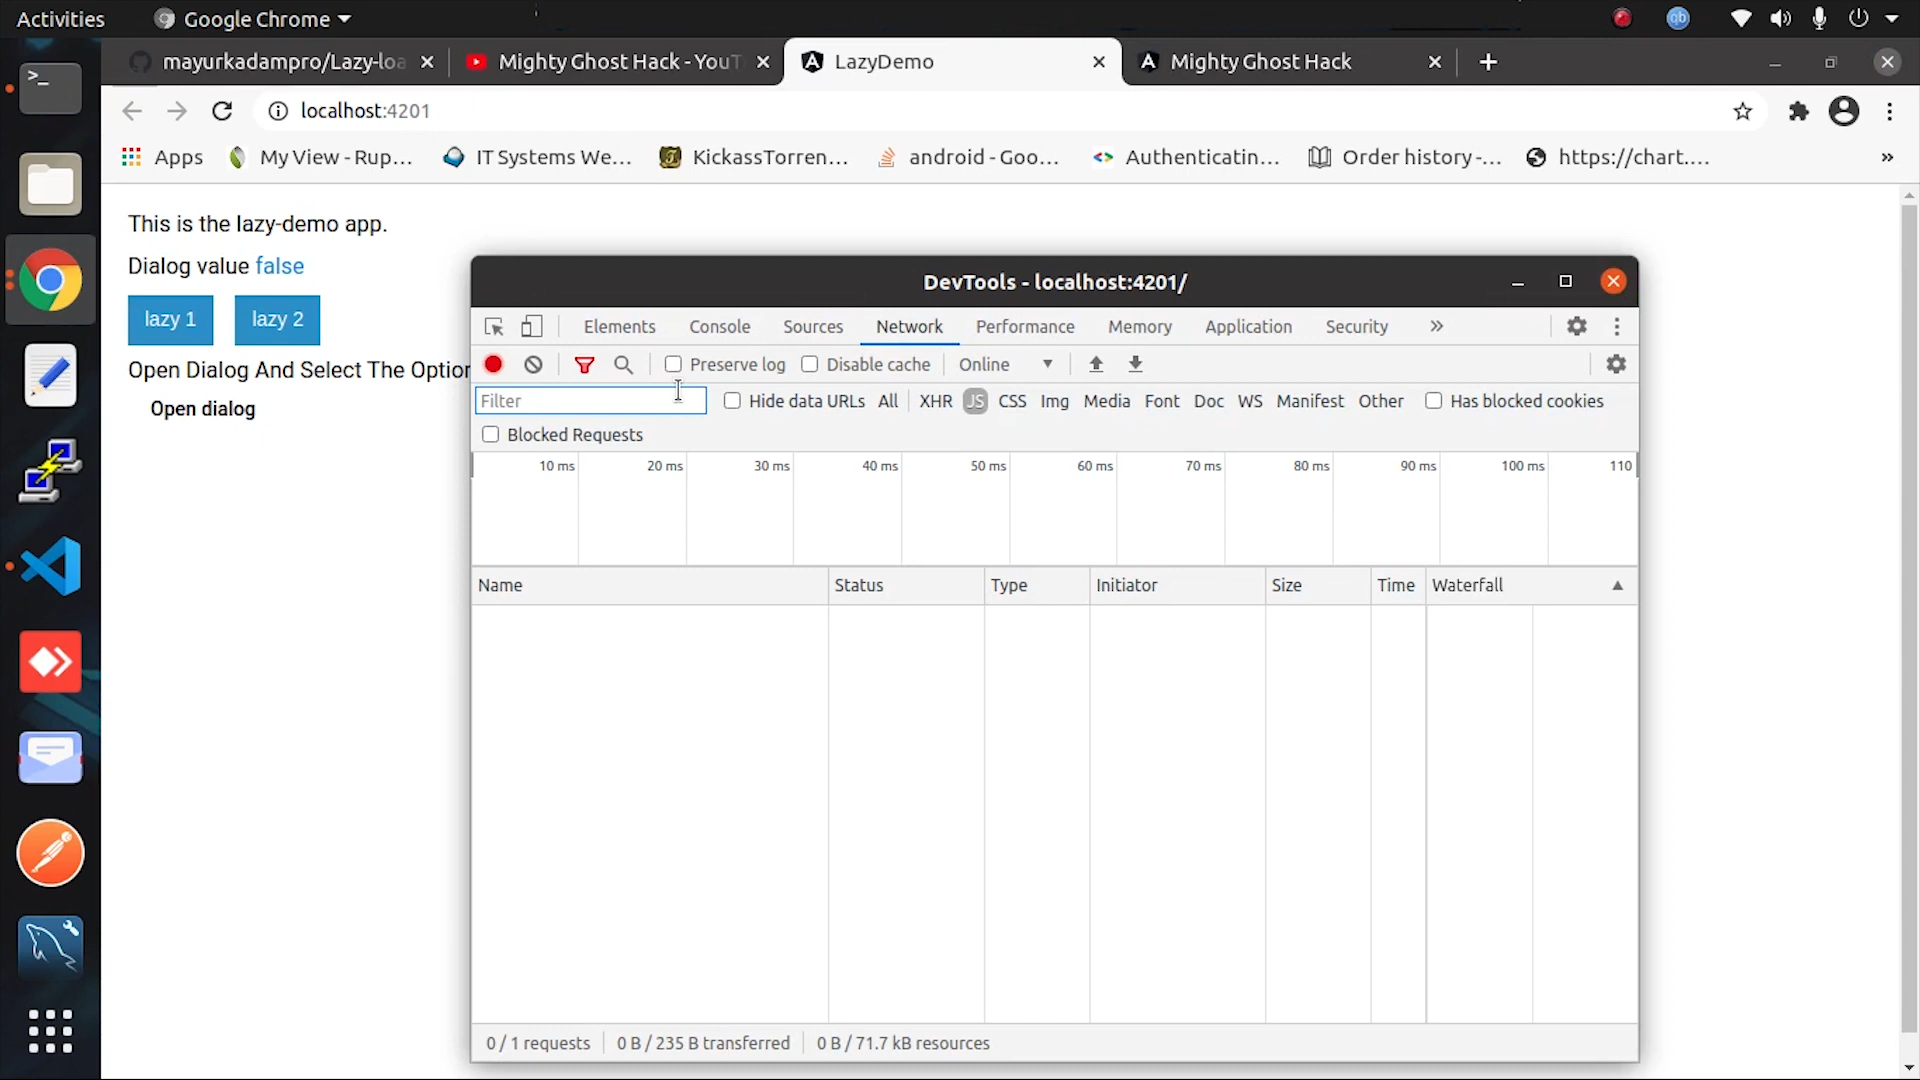 Activities Google Chrome
mayurkadampro/Lazy-loa Mighty Ghost Hack - YouT LazyDemo Mighty Ghost Hack
localhost:4201
Apps My View - Rup... IT Systems We... KickassTorren... android - Goo... Authenticatin... Order history -... https://chart....
This is the lazy-demo app.
Dialog value false
lazy 1 lazy 2
Open Dialog And Select The Option
Open dialog
DevTools - localhost:4201/
Elements Console Sources Network Performance Memory Application Security
Preserve log Disable cache Online
Filter Hide data URLs All XHR JS CSS Img Media Font Doc WS Manifest Other Has blocked cookies
Blocked Requests
10 ms 20 ms 30 ms 40 ms 50 ms 60 ms 70 ms 80 ms 90 ms 100 ms 110
Name Status Type Initiator Size Time Waterfall
0 / 1 requests 0 B / 235 B transferred 0 B / 71.7 kB resources